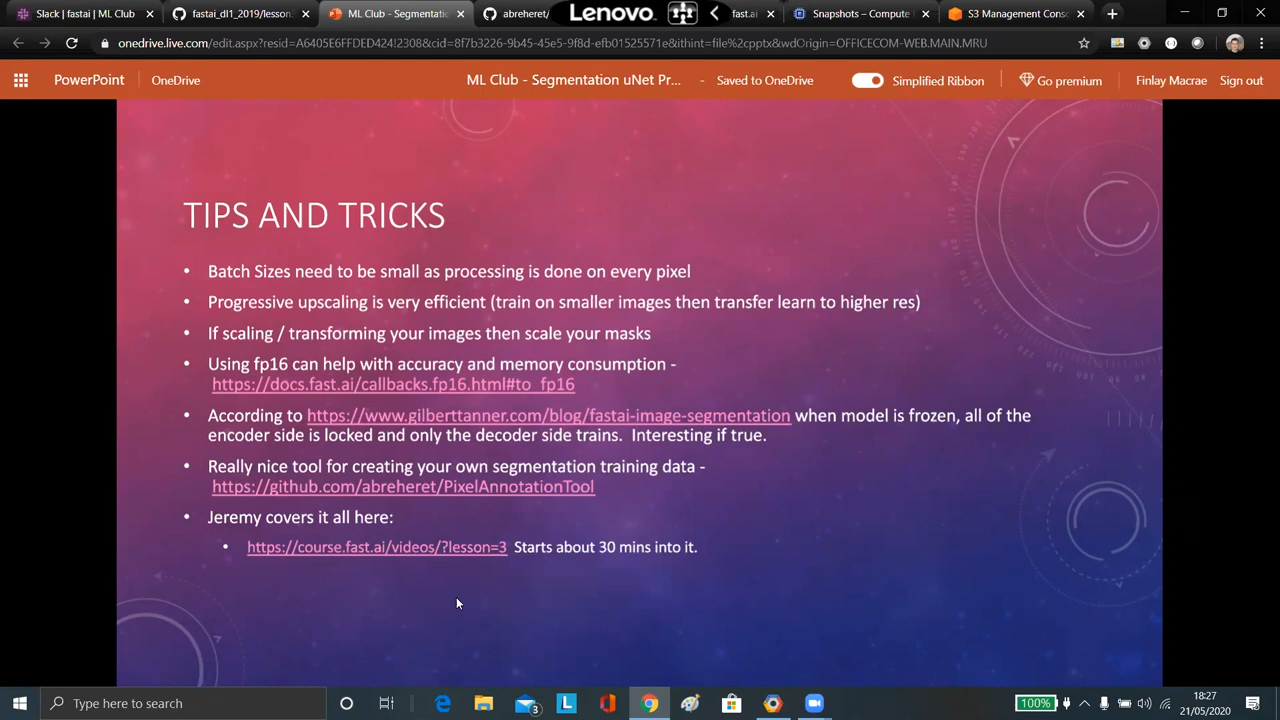 Slack | fastai | ML Club
fastai_dl1_2019/lesson
ML Club - Segmentati
abreheret/
Lenovo
fast.ai
Snapshots – Compute
S3 Management Cons
onedrive.live.com/edit.aspx?resid=A6405E6FFDED424!2308&cid=8f7b3226-9b45-45e5-9f8d-efb01525571e&ithint=file%2cpptx&wdOrigin=OFFICECOM-WEB.MAIN.MRU
PowerPoint OneDrive ML Club - Segmentation uNet Pr... - Saved to OneDrive Simplified Ribbon Go premium Finlay Macrae Sign out
TIPS AND TRICKS
• Batch Sizes need to be small as processing is done on every pixel
• Progressive upscaling is very efficient (train on smaller images then transfer learn to higher res)
• If scaling / transforming your images then scale your masks
• Using fp16 can help with accuracy and memory consumption -
https://docs.fast.ai/callbacks.fp16.html#to_fp16
• According to https://www.gilberttanner.com/blog/fastai-image-segmentation when model is frozen, all of the
encoder side is locked and only the decoder side trains. Interesting if true.
• Really nice tool for creating your own segmentation training data -
https://github.com/abreheret/PixelAnnotationTool
• Jeremy covers it all here:
• https://course.fast.ai/videos/?lesson=3 Starts about 30 mins into it.
Type here to search
3
L
100%
18:27
21/05/2020